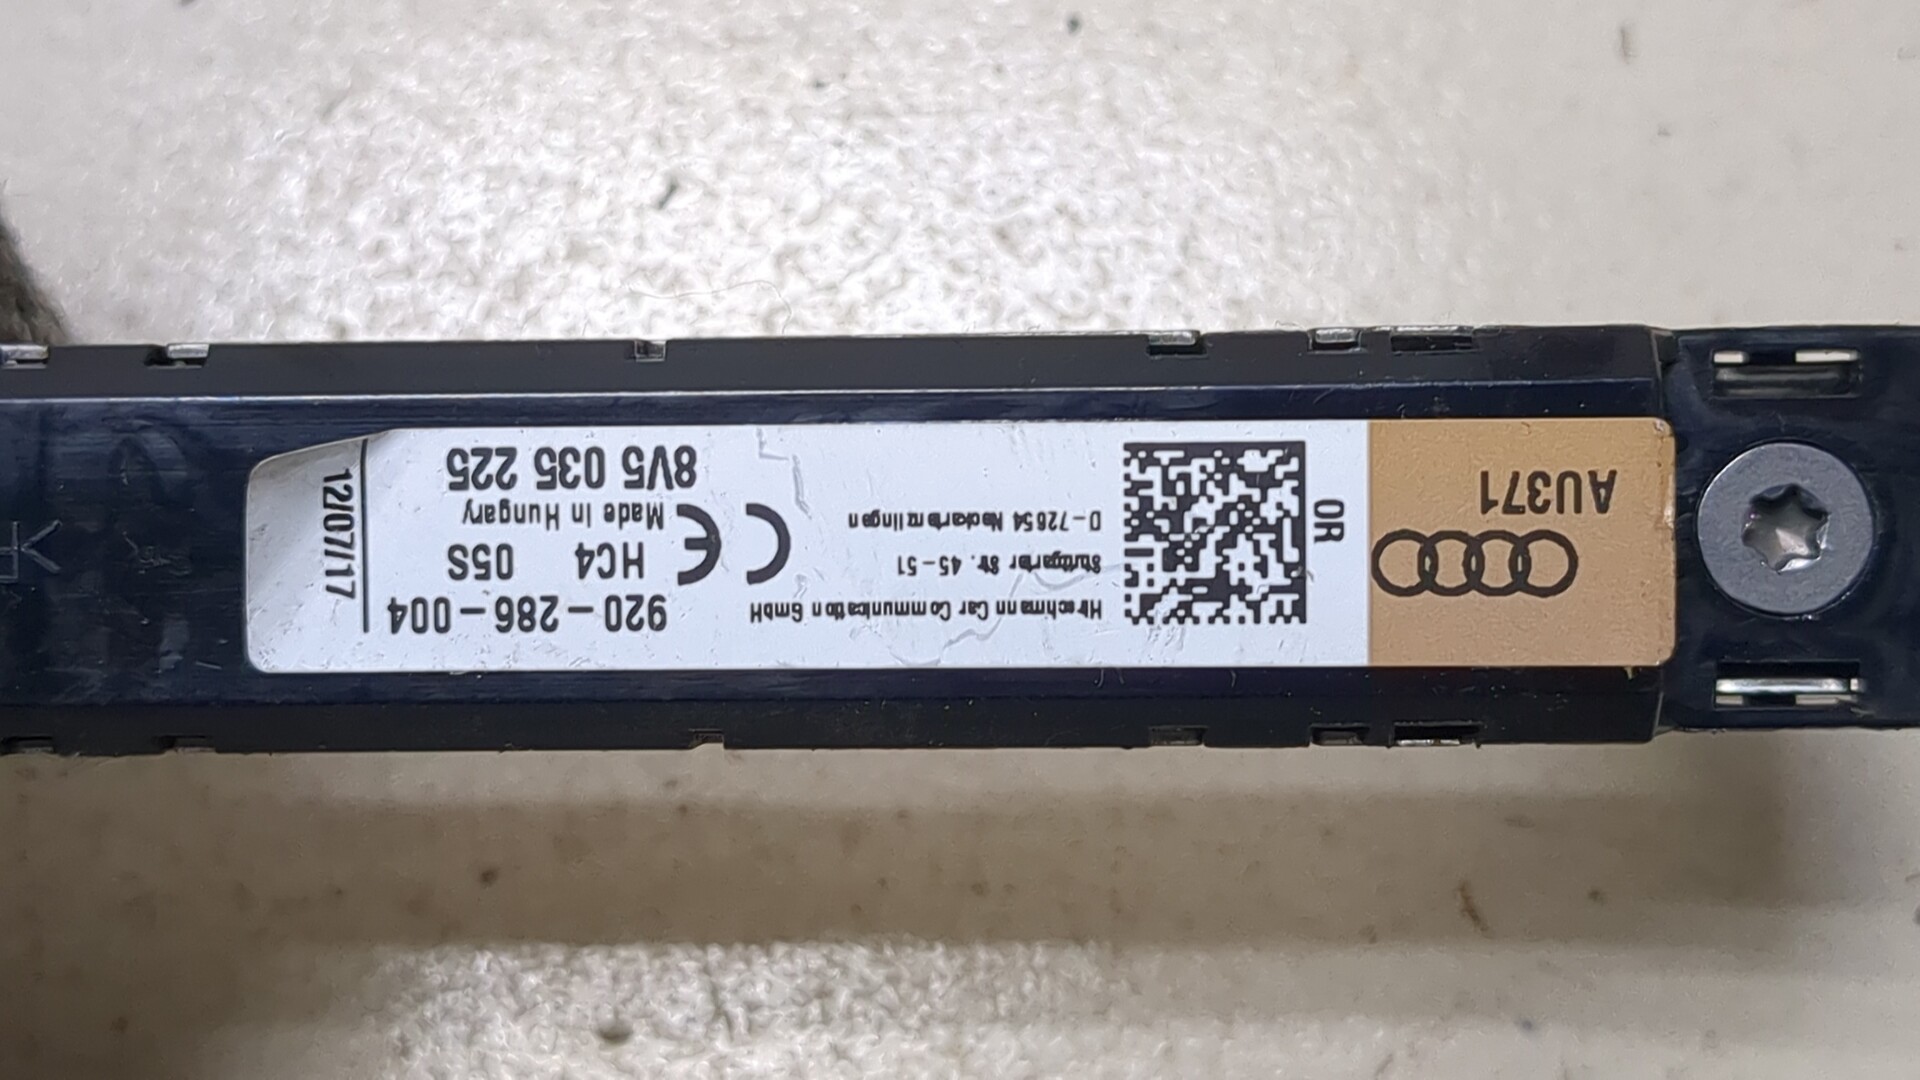 AU371
OR
Hirschmann Car Communication GmbH
Stuttgarter Str. 45-51
D-72654 Neckartenzlingen
CE
920-286-004
HC4 05S
Made in Hungary
8V5 035 225
12/07/17